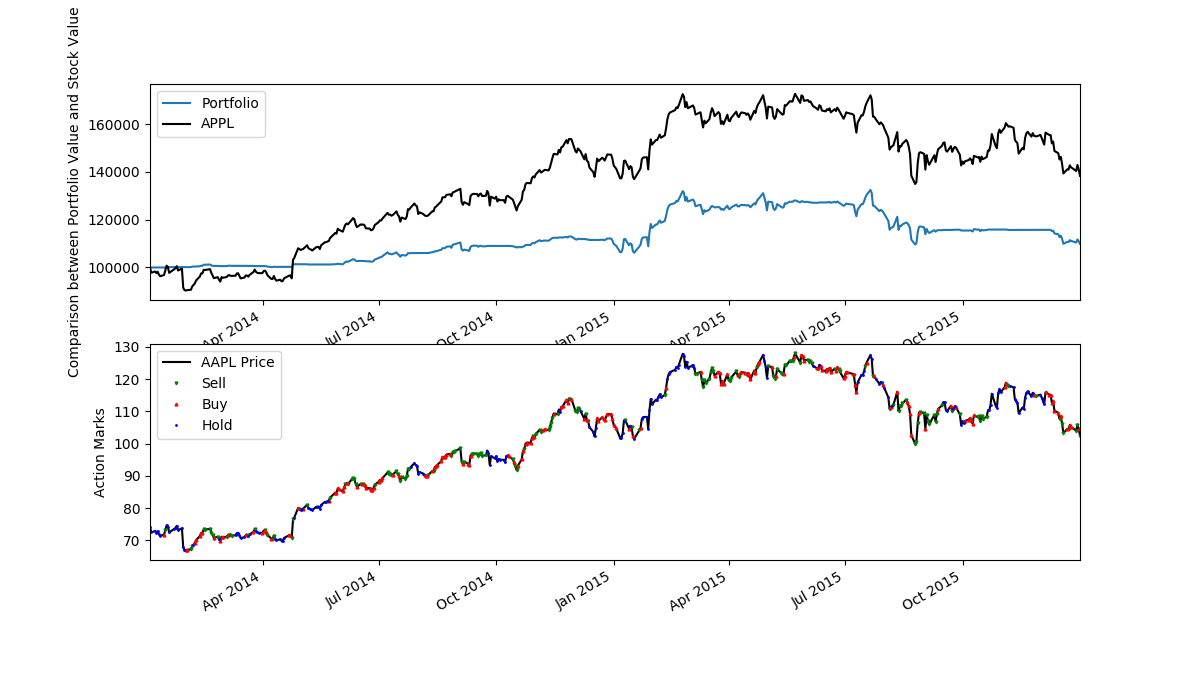 Comparison between Portfolio Value and Stock Value
Portfolio
APPL
160000
140000
120000
100000
Apr 2014
Jul 2014
Oct 2014
Jan 2015
Apr 2015
Jul 2015
Oct 2015
Action Marks
AAPL Price
Sell
Buy
Hold
130
120
110
100
90
80
70
Apr 2014
Jul 2014
Oct 2014
Jan 2015
Apr 2015
Jul 2015
Oct 2015